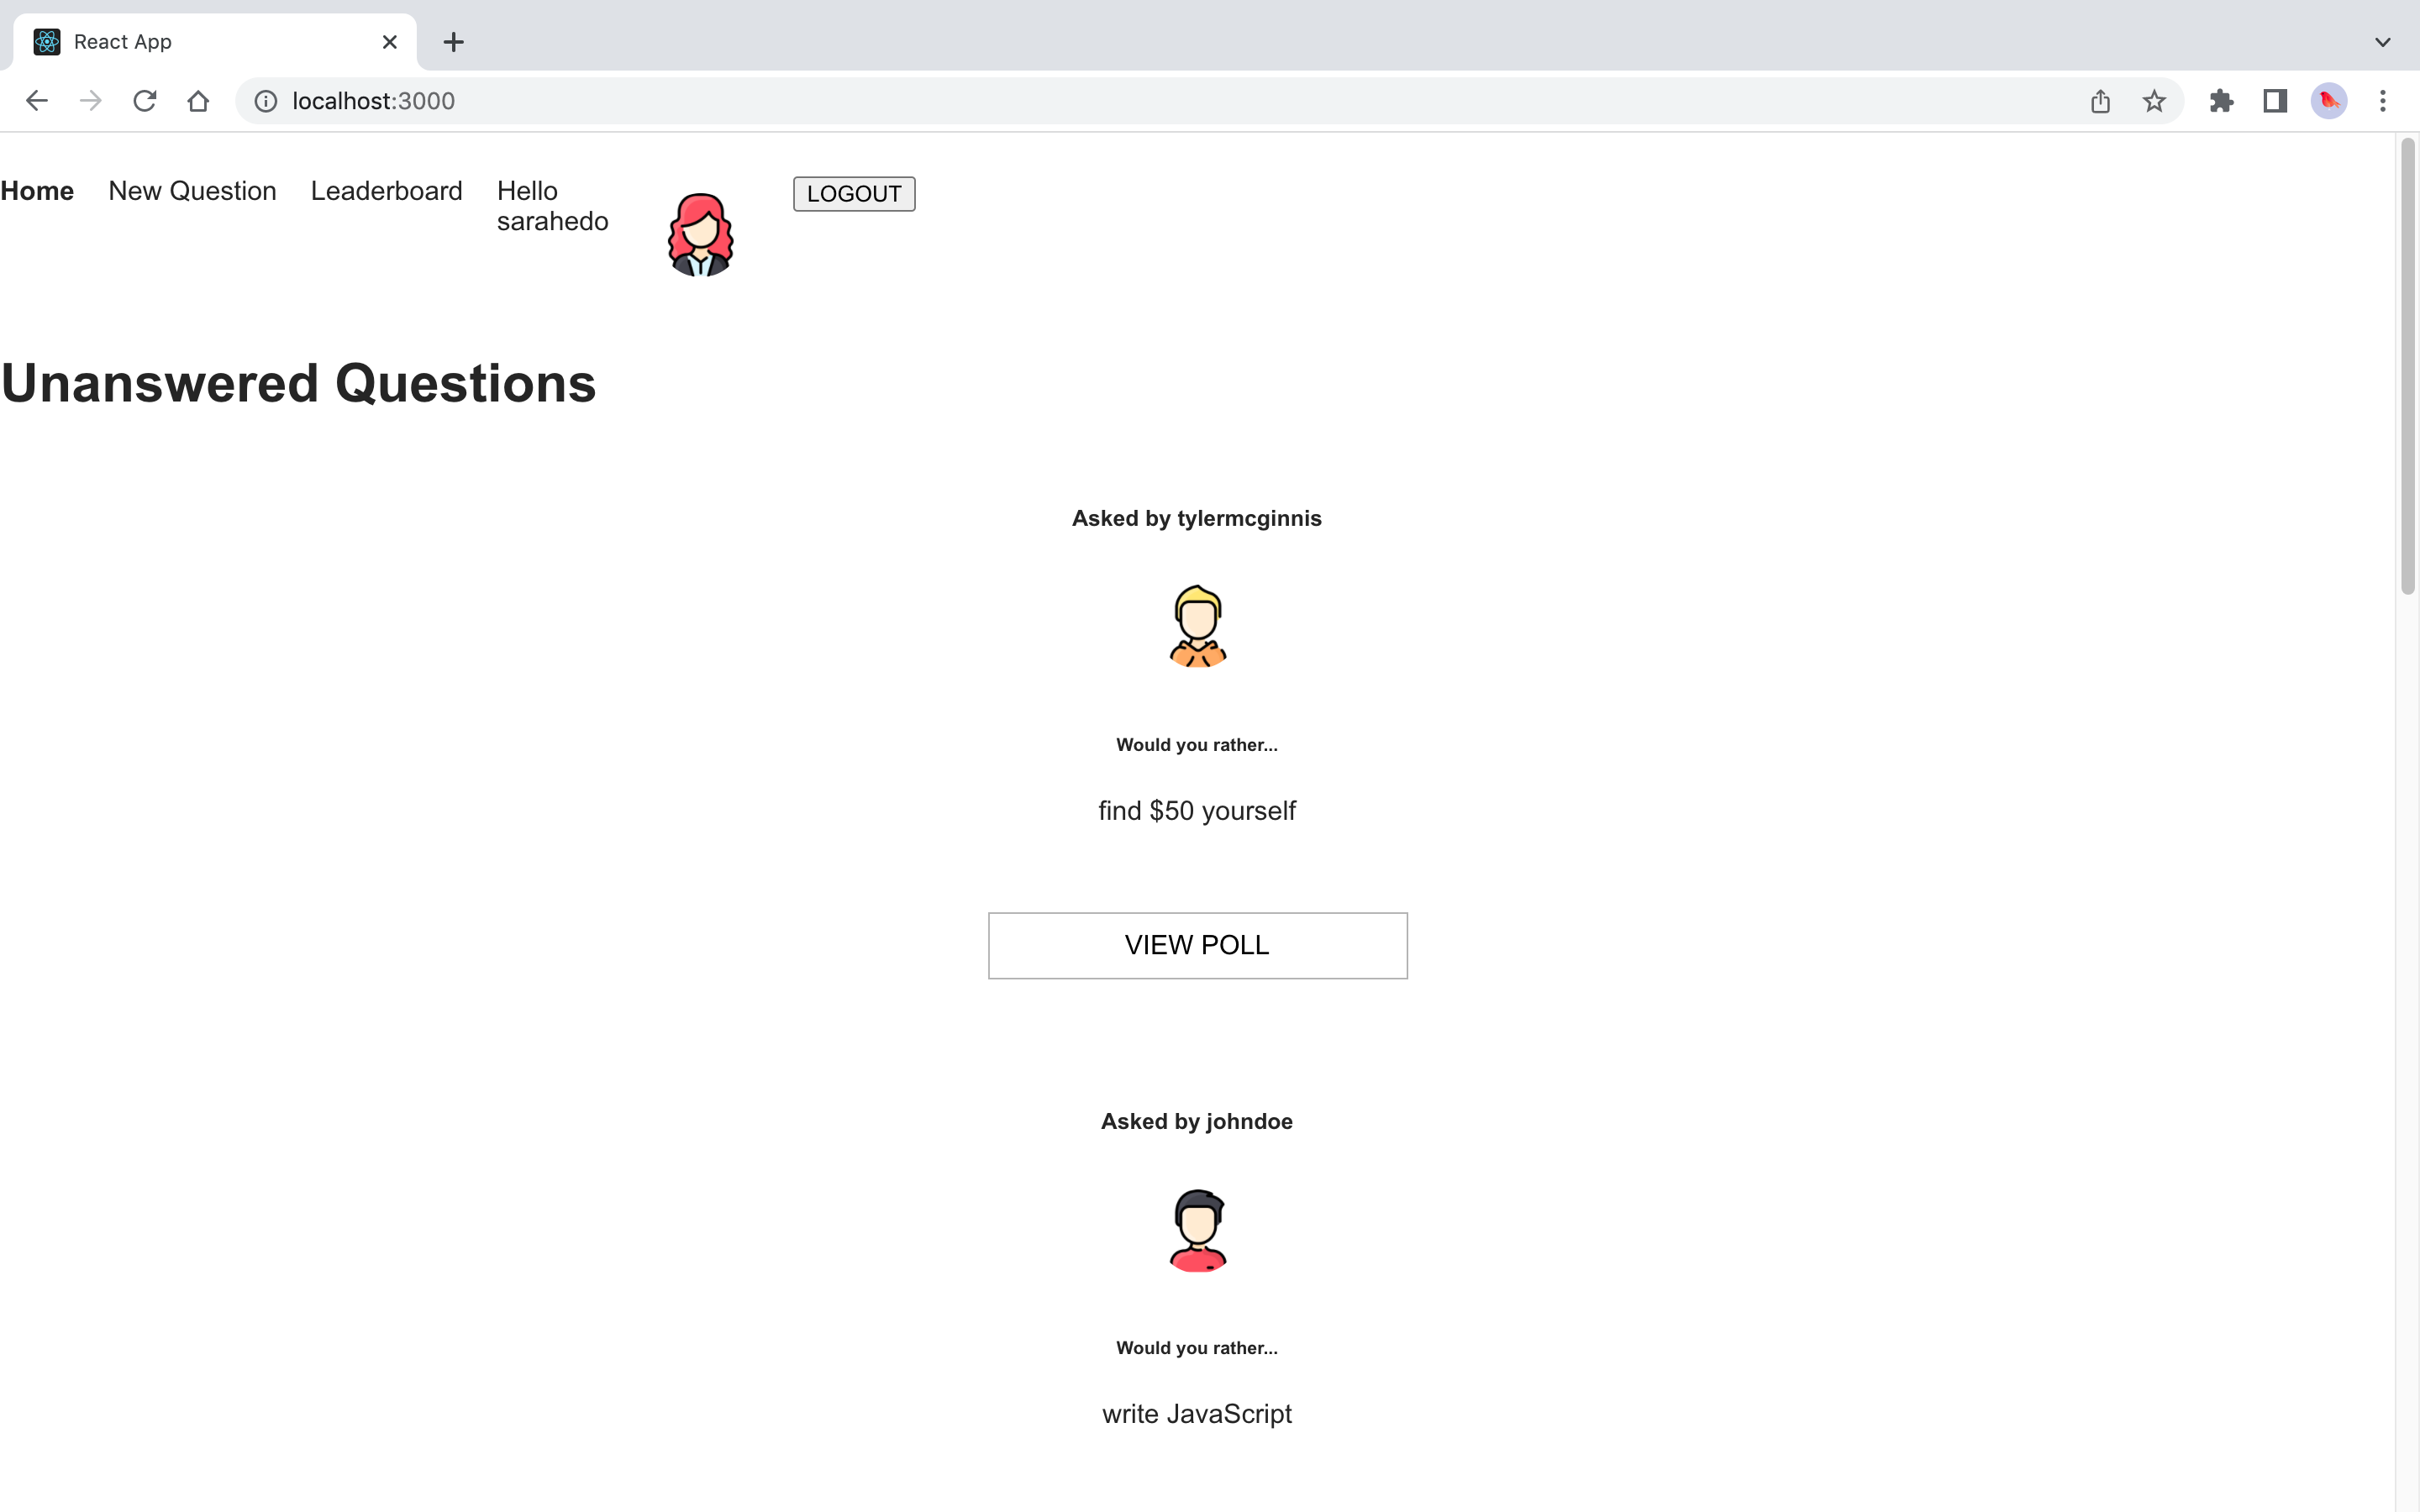 React App
localhost:3000
Home New Question Leaderboard Hello sarahedo LOGOUT
Unanswered Questions
Asked by tylermcginnis
Would you rather...
find $50 yourself
VIEW POLL
Asked by johndoe
Would you rather...
write JavaScript